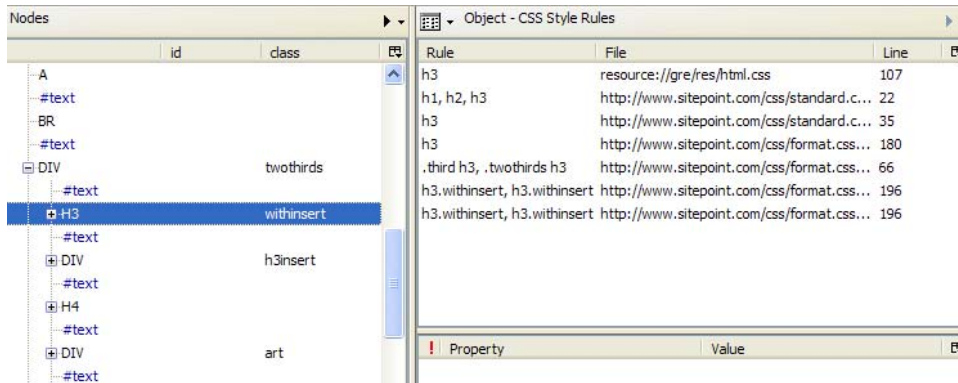 Nodes
Object - CSS Style Rules
id class
Rule File Line
A
#text
BR
#text
DIV twothirds
#text
H3 withinsert
#text
DIV h3insert
#text
H4
#text
DIV art
#text
h3 resource://gre/res/html.css 107
h1, h2, h3 http://www.sitepoint.com/css/standard.c... 22
h3 http://www.sitepoint.com/css/standard.c... 35
h3 http://www.sitepoint.com/css/format.css... 180
.third h3, .twothirds h3 http://www.sitepoint.com/css/format.css... 66
h3.withinsert, h3.withinsert http://www.sitepoint.com/css/format.css... 196
h3.withinsert, h3.withinsert http://www.sitepoint.com/css/format.css... 196
! Property Value